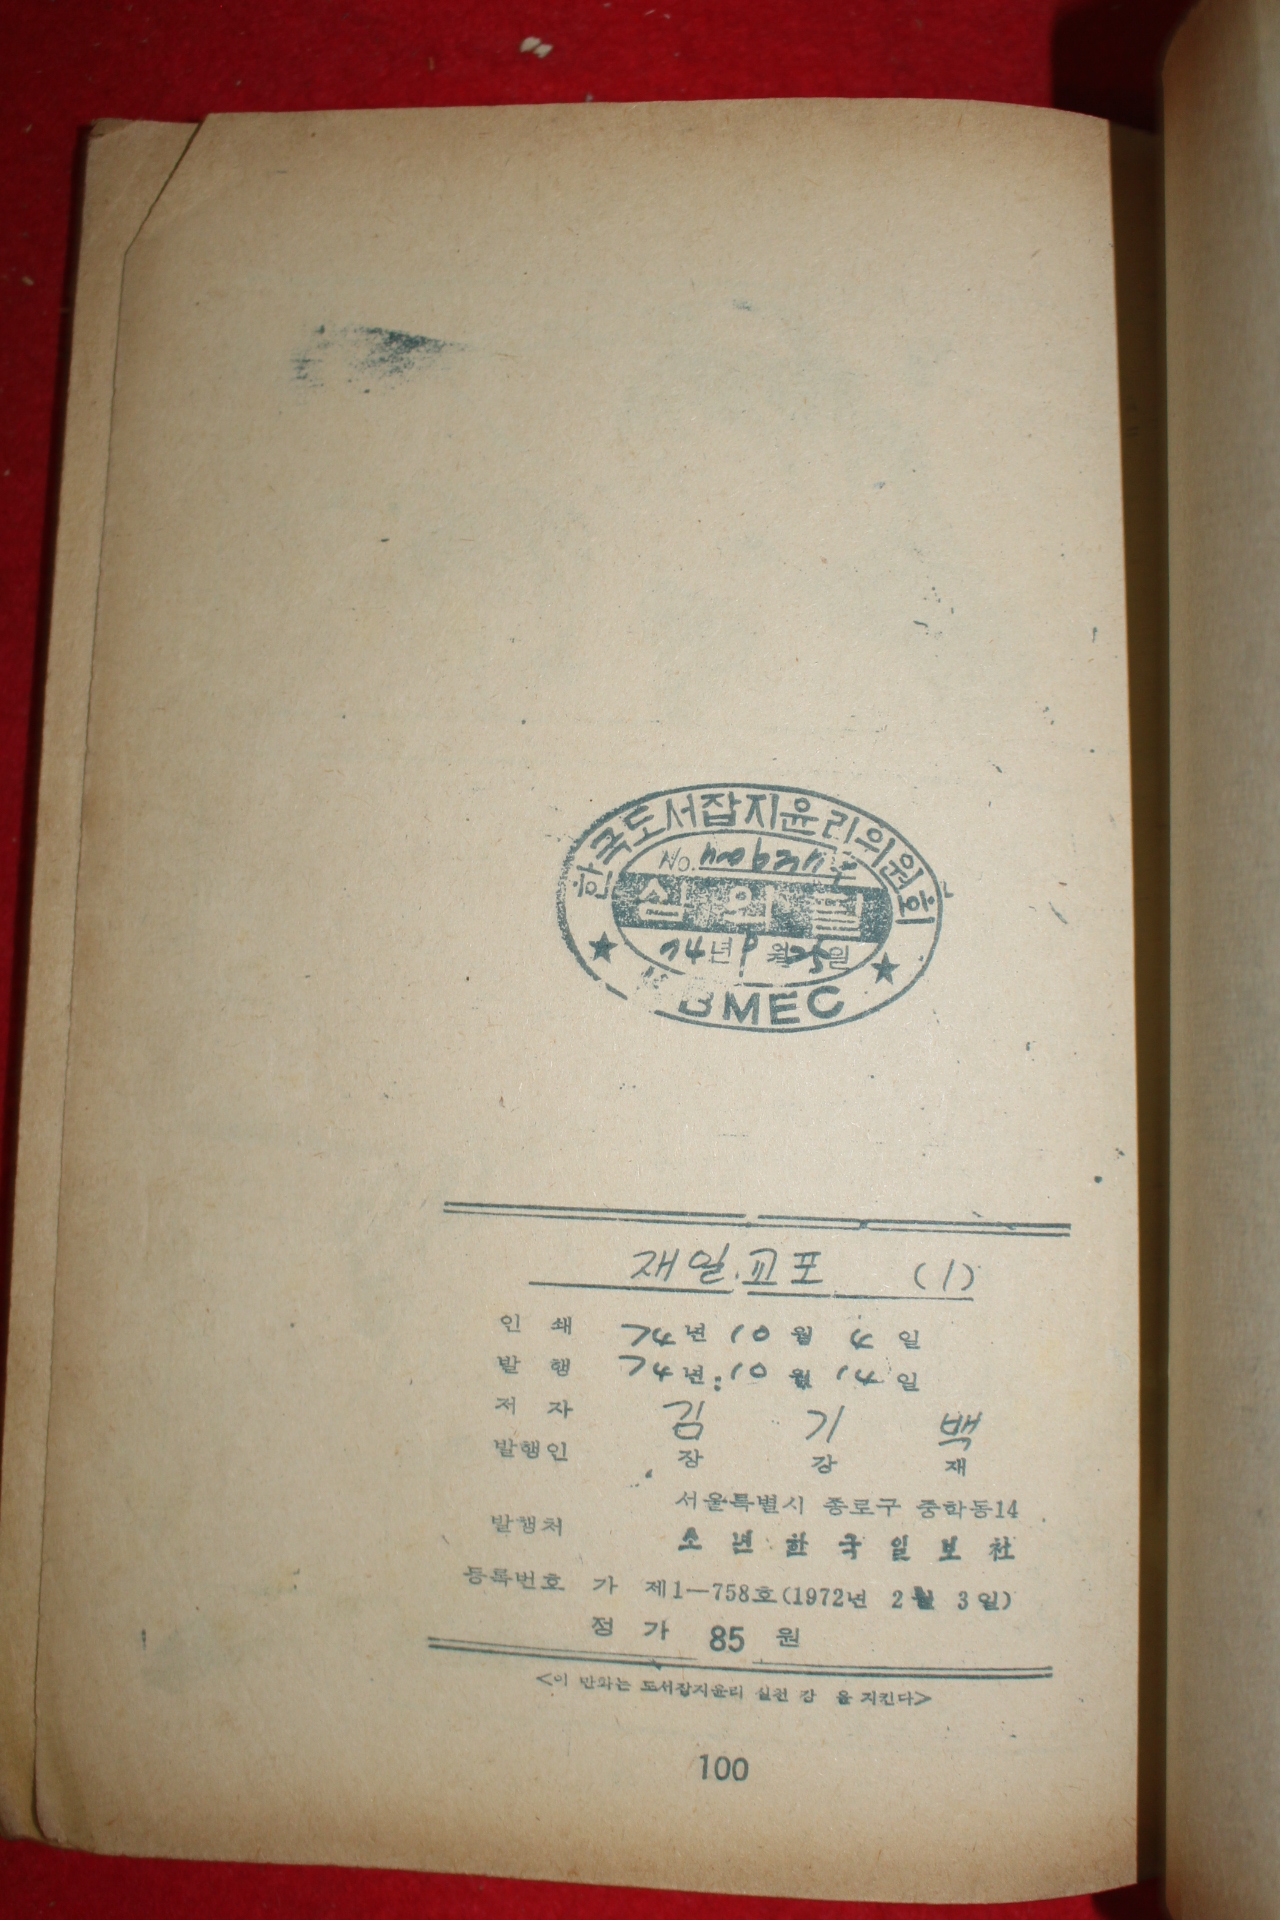 한국도서잡지윤리위원회
No.
심의필
74년 9월 25일
BMEC
재일교포 (1)
인쇄 74년 10월 4일
발행 74년 10월 14일
저자 김기백
발행인 장강재
서울특별시 종로구 중학동14
발행처 소년한국일보社
등록번호 가 제1—758호(1972년 2월 3일)
정가 85원
<이 만화는 도서잡지윤리 실천 강 을 지킨다>
100